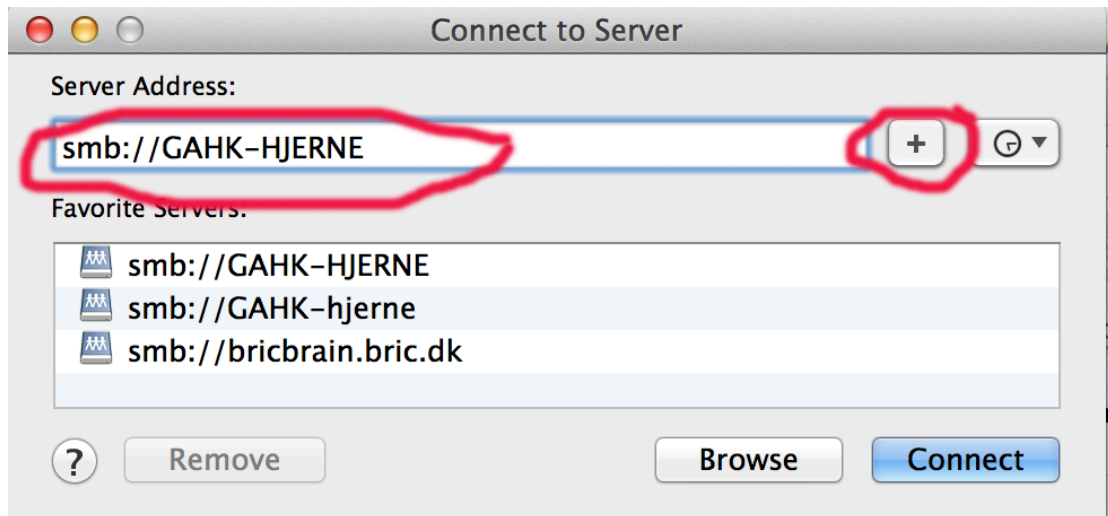 Connect to Server
Server Address:
smb://GAHK-HJERNE
+
Favorite Servers:
smb://GAHK-HJERNE
smb://GAHK-hjerne
smb://bricbrain.bric.dk
? Remove Browse Connect